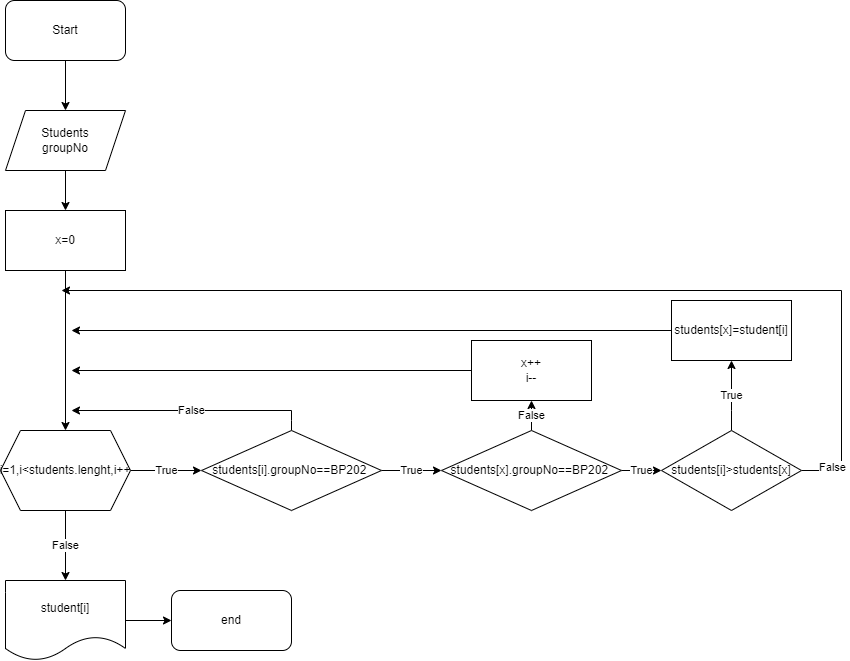 Start
Students
groupNo
x=0
students[x]=student[i]
x++
i--
True
False
False
i=1,i<students.lenght,i++
True
students[i].groupNo==BP202
True
students[x].groupNo==BP202
True
students[i]>students[x]
False
False
student[i]
end